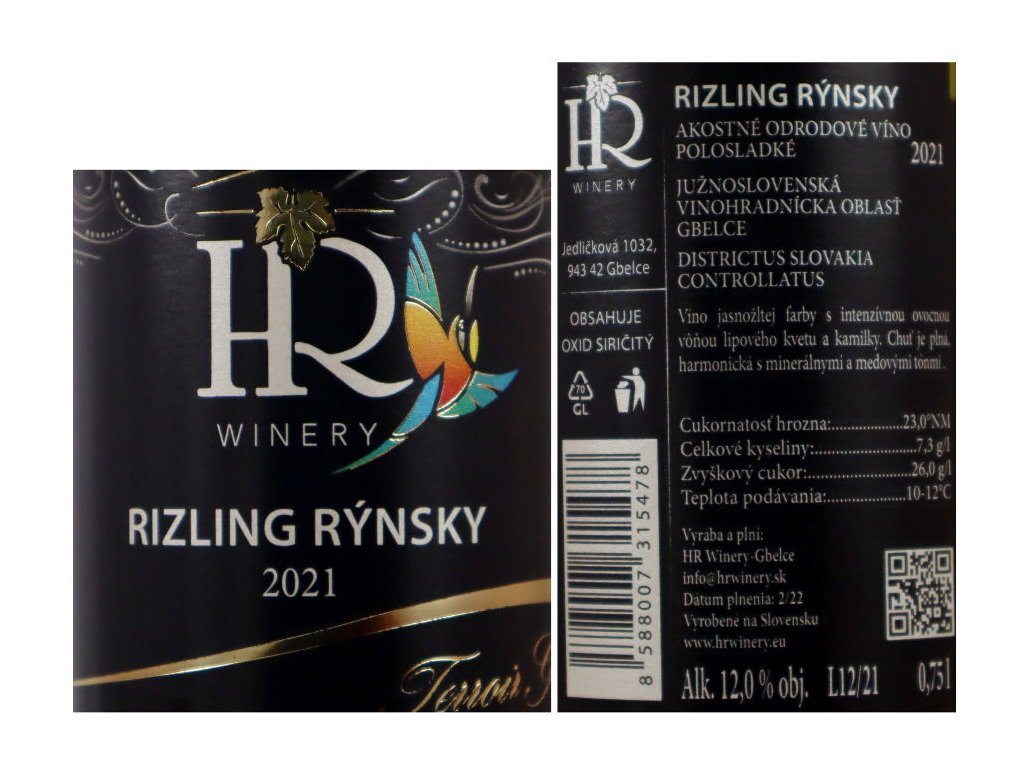 HR
WINERY
RIZLING RÝNSKY
2021
Terroir
HR
WINERY
Jedličková 1032,
943 42 Gbelce
OBSAHUJE
OXID SIRIČITÝ
70
GL
8 588007 315478
RIZLING RÝNSKY
AKOSTNÉ ODRODOVÉ VÍNO
POLOSLADKÉ 2021
JUŽNOSLOVENSKÁ
VINOHRADNÍCKA OBLASŤ
GBELCE
DISTRICTUS SLOVAKIA
CONTROLLATUS
Víno jasnožltej farby s intenzívnou ovocnou
vôňou lipového kvetu a kamilky. Chuť je plná,
harmonická s minerálnymi a medovými tónmi.
Cukornatosť hrozna:...................23,0°NM
Celkové kyseliny:...........................7,3 g/l
Zvyškový cukor:...........................26,0 g/l
Teplota podávania:.....................10-12°C
Vyrába a plní:
HR Winery-Gbelce
info@hrwinery.sk
Dátum plnenia: 2/22
Vyrobené na Slovensku
www.hrwinery.eu
Alk. 12,0 % obj. L12/21 0,75 l